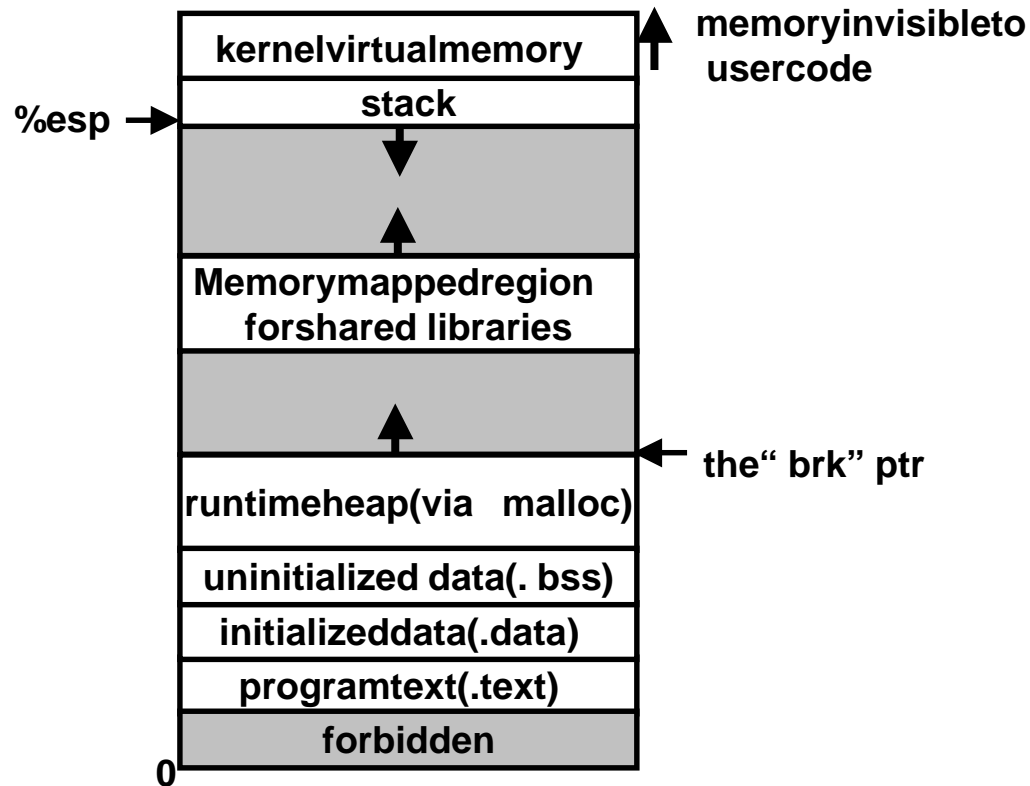 kernelvirtualmemory
memoryinvisibleto
usercode
stack
%esp
Memorymappedregion
forshared libraries
the“ brk” ptr
runtimeheap(via malloc)
uninitialized data(. bss)
initializeddata(.data)
programtext(.text)
forbidden
0